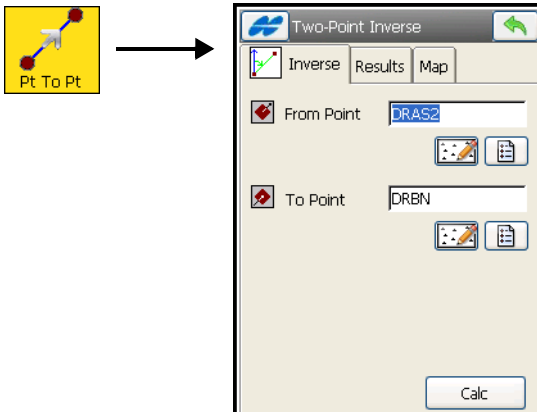 Pt To Pt
Two-Point Inverse
Inverse Results Map
From Point DRAS2
To Point DRBN
Calc